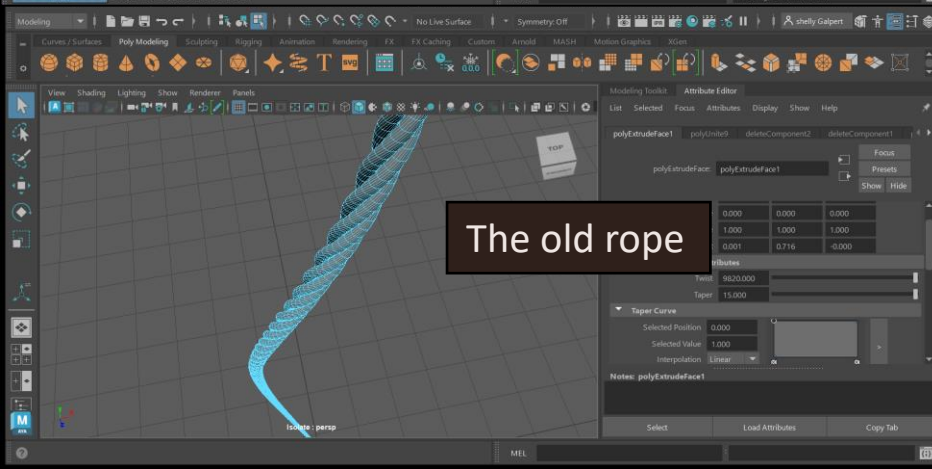 Modeling
No Live Surface
Symmetry: Off
shelly Galpert
Curves / Surfaces Poly Modeling Sculpting Rigging Animation Rendering FX FX Caching Custom Arnold MASH Motion Graphics XGen
T svg 0,0,0
View Shading Lighting Show Renderer Panels
Modeling Toolkit Attribute Editor
List Selected Focus Attributes Display Show Help
polyExtrudeFace1 polyUnite9 deleteComponent2 deleteComponent1
Focus
polyExtrudeFace: polyExtrudeFace1 Presets
Show Hide
TOP
0.000 0.000 0.000
1.000 1.000 1.000
0.001 0.716 -0.000
The old rope
Twist 9820.000
Taper 15.000
Taper Curve
Selected Position 0.000
Selected Value 1.000
Interpolation Linear
Notes: polyExtrudeFace1
Isolate : persp
Select Load Attributes Copy Tab
M
MEL